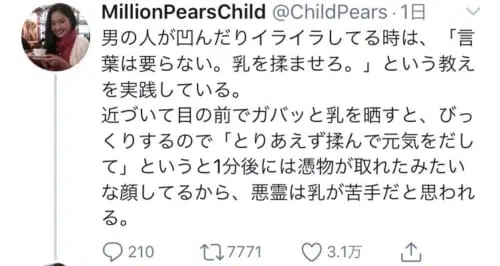 MillionPearsChild @ChildPears · 1日
男の人が凹んだりイライラしてる時は、「言
葉は要らない。乳を揉ませろ。」という教え
を実践している。
近づいて目の前でガバッと乳を晒すと、びっ
くりするので「とりあえず揉んで元気をだし
て」というと1分後には憑物が取れたみたい
な顔してるから、悪霊は乳が苦手だと思われ
る。
210 7771 3.1万